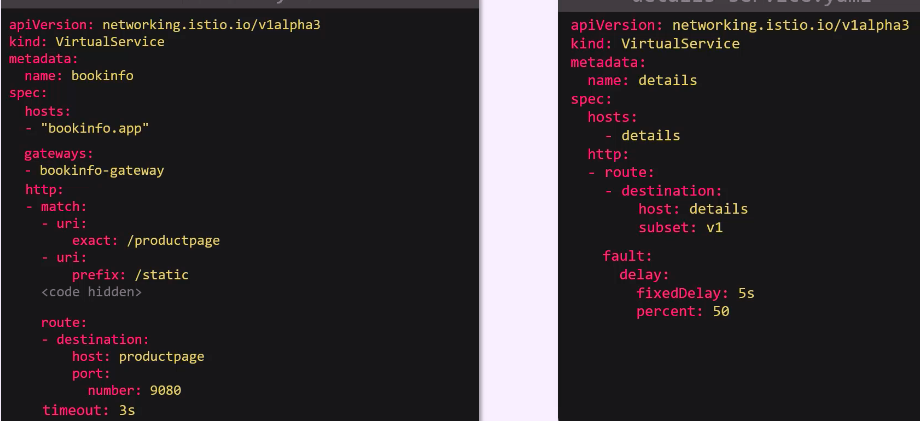 apiVersion: networking.istio.io/v1alpha3
kind: VirtualService
metadata:
  name: bookinfo
spec:
  hosts:
  - "bookinfo.app"
  gateways:
  - bookinfo-gateway
  http:
  - match:
    - uri:
        exact: /productpage
    - uri:
        prefix: /static
    <code hidden>
    route:
    - destination:
        host: productpage
        port:
          number: 9080
    timeout: 3s
apiVersion: networking.istio.io/v1alpha3
kind: VirtualService
metadata:
  name: details
spec:
  hosts:
    - details
  http:
  - route:
    - destination:
        host: details
        subset: v1
    fault:
      delay:
        fixedDelay: 5s
        percent: 50